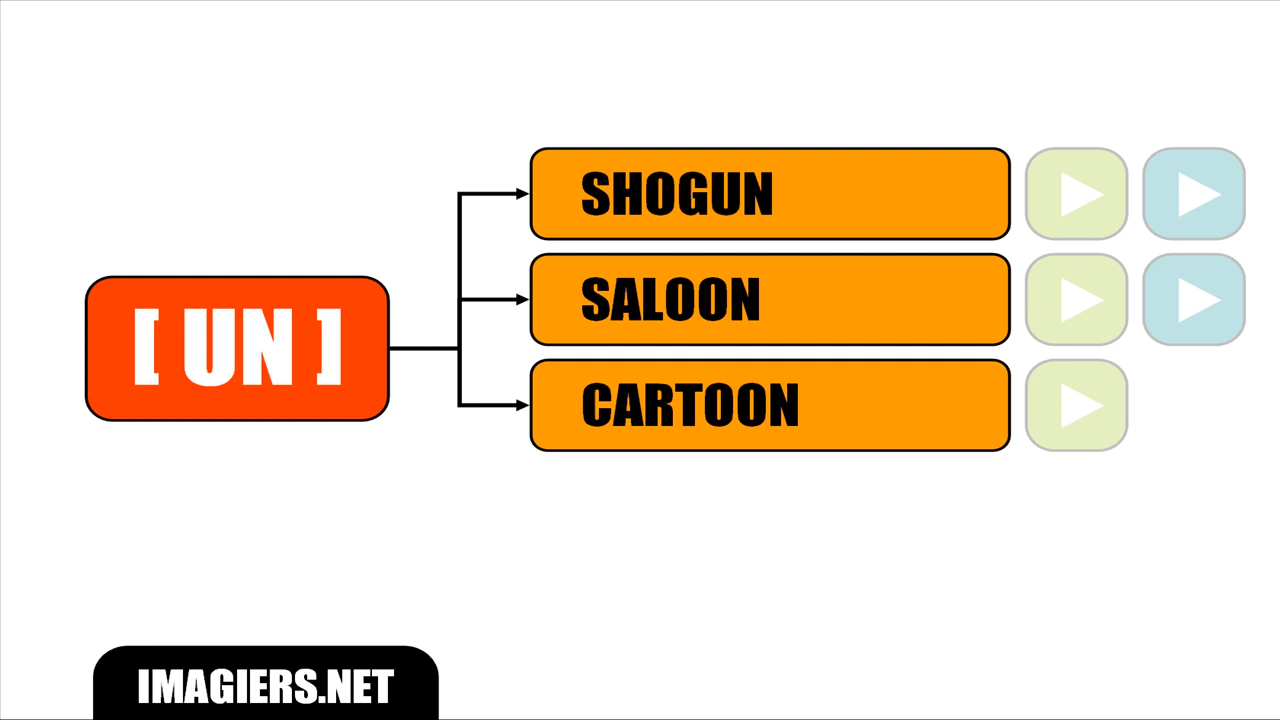 [ UN ]
SHOGUN
SALOON
CARTOON
IMAGIERS.NET